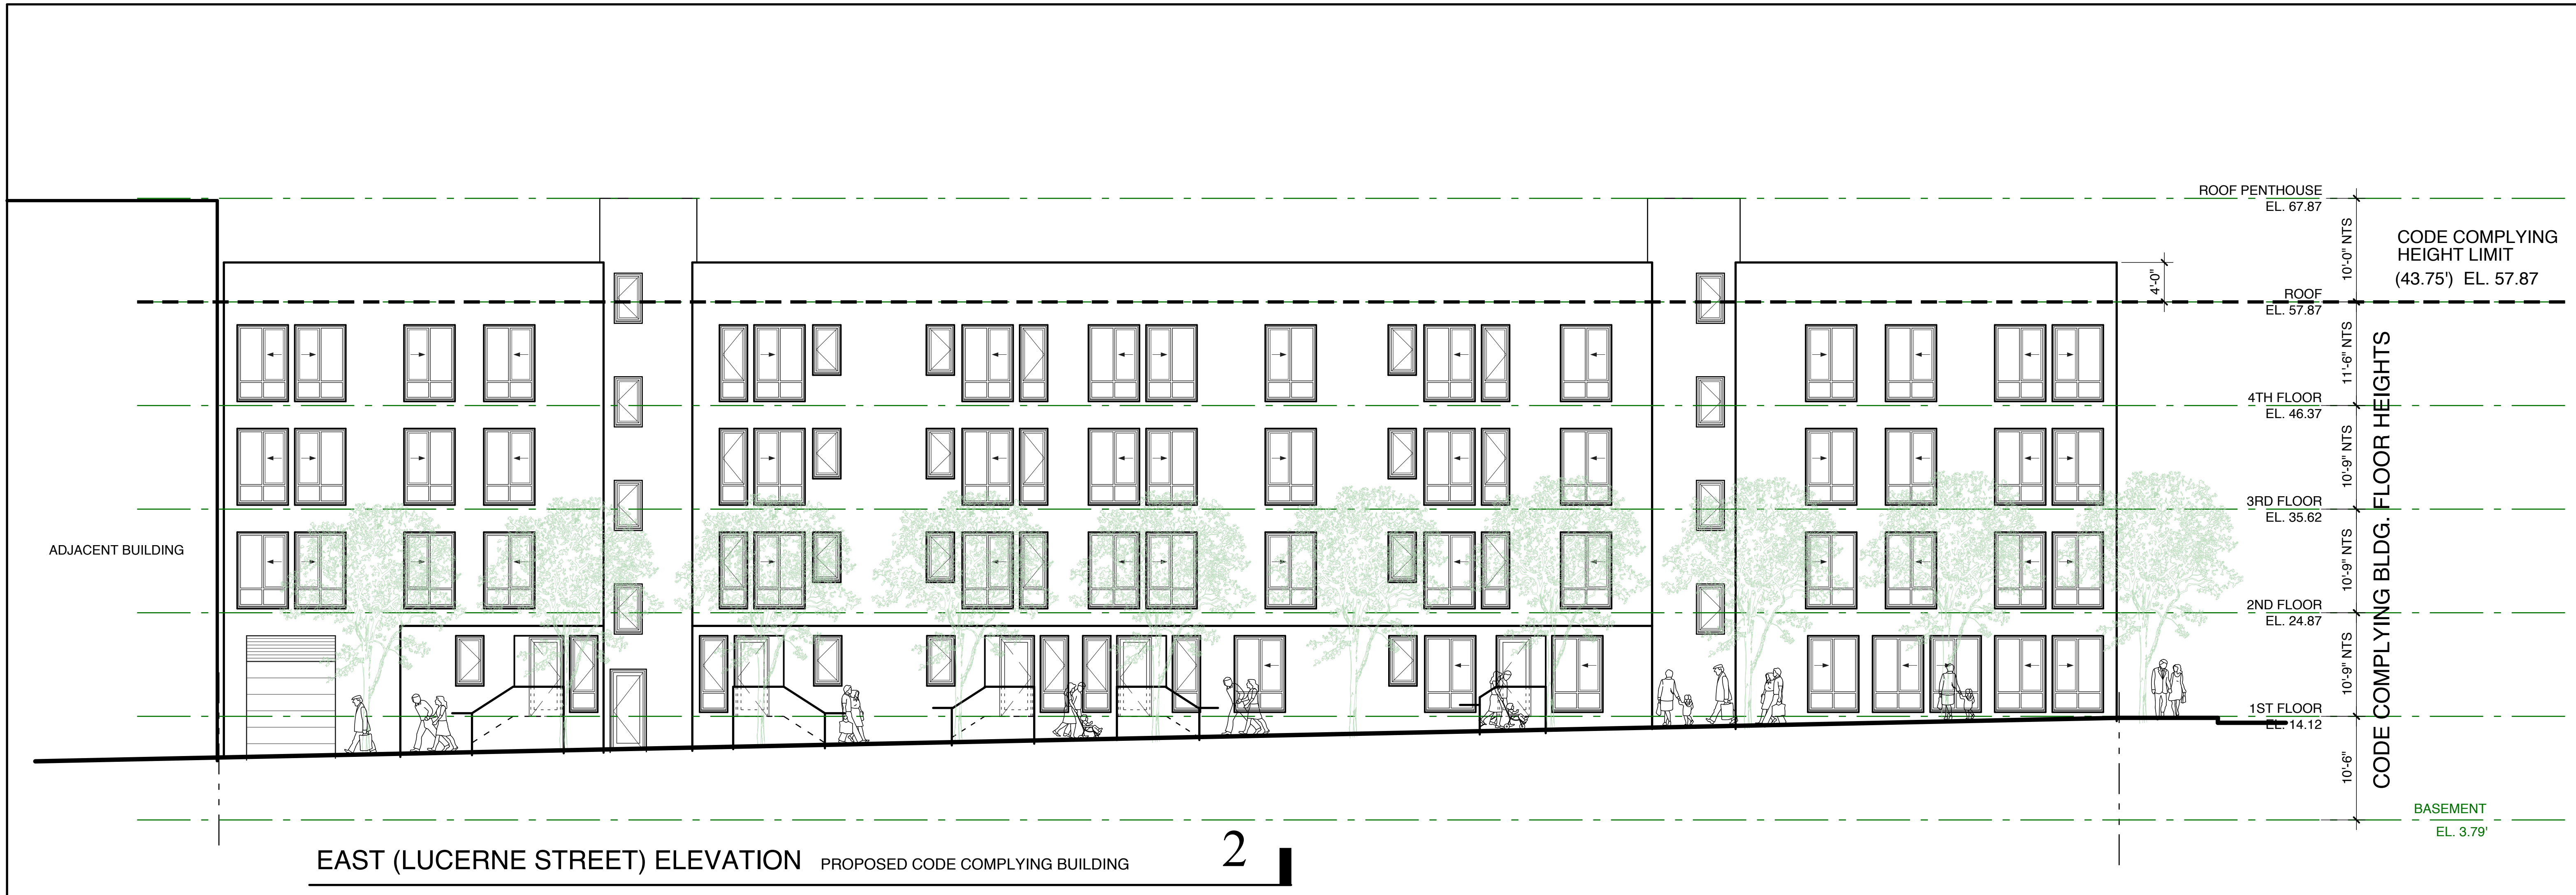 ROOF PENTHOUSE
EL. 67.87
10'-0" NTS
CODE COMPLYING
HEIGHT LIMIT
(43.75') EL. 57.87
4'-0"
ROOF
EL. 57.87
11'-6" NTS
4TH FLOOR
EL. 46.37
10'-9" NTS
3RD FLOOR
EL. 35.62
10'-9" NTS
2ND FLOOR
EL. 24.87
10'-9" NTS
1ST FLOOR
EL. 14.12
10'-6"
CODE COMPLYING BLDG. FLOOR HEIGHTS
BASEMENT
EL. 3.79'
ADJACENT BUILDING
EAST (LUCERNE STREET) ELEVATION PROPOSED CODE COMPLYING BUILDING 2